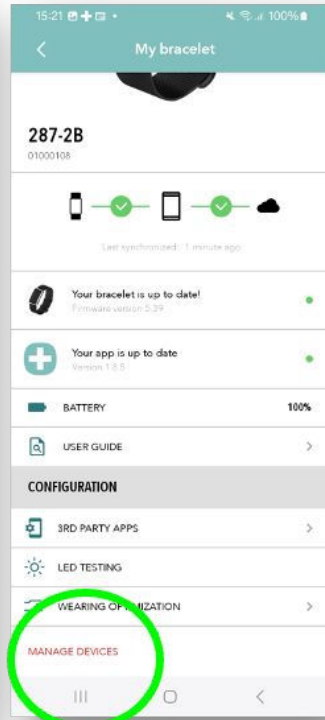 15:21 100%
My bracelet
287-2B
01000108
Last synchronized: 1 minute ago
Your bracelet is up to date!
Firmware version 5.39
Your app is up to date
Version 1.8.5
BATTERY 100%
USER GUIDE
CONFIGURATION
3RD PARTY APPS
LED TESTING
WEARING OPTIMIZATION
MANAGE DEVICES